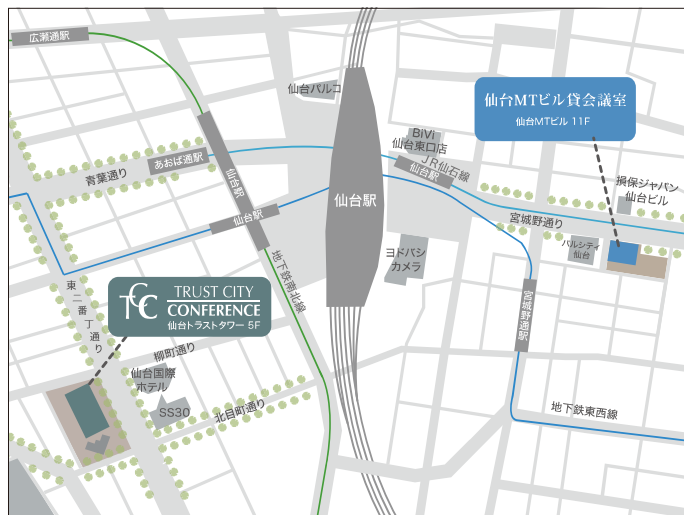 広瀬通駅
仙台パルコ
仙台MTビル貸会議室
仙台MTビル 11F
BiVi
仙台東口店
JR仙石線
仙台駅
あおば通駅
青葉通り
仙台駅
仙台駅
仙台駅
損保ジャパン
仙台ビル
宮城野通り
パルシティ
仙台
ヨドバシ
カメラ
地下鉄南北線
TCC
TRUST CITY
CONFERENCE
仙台トラストタワー 5F
東二番丁通り
宮城野通駅
柳町通り
仙台国際
ホテル
SS30
北目町通り
地下鉄東西線